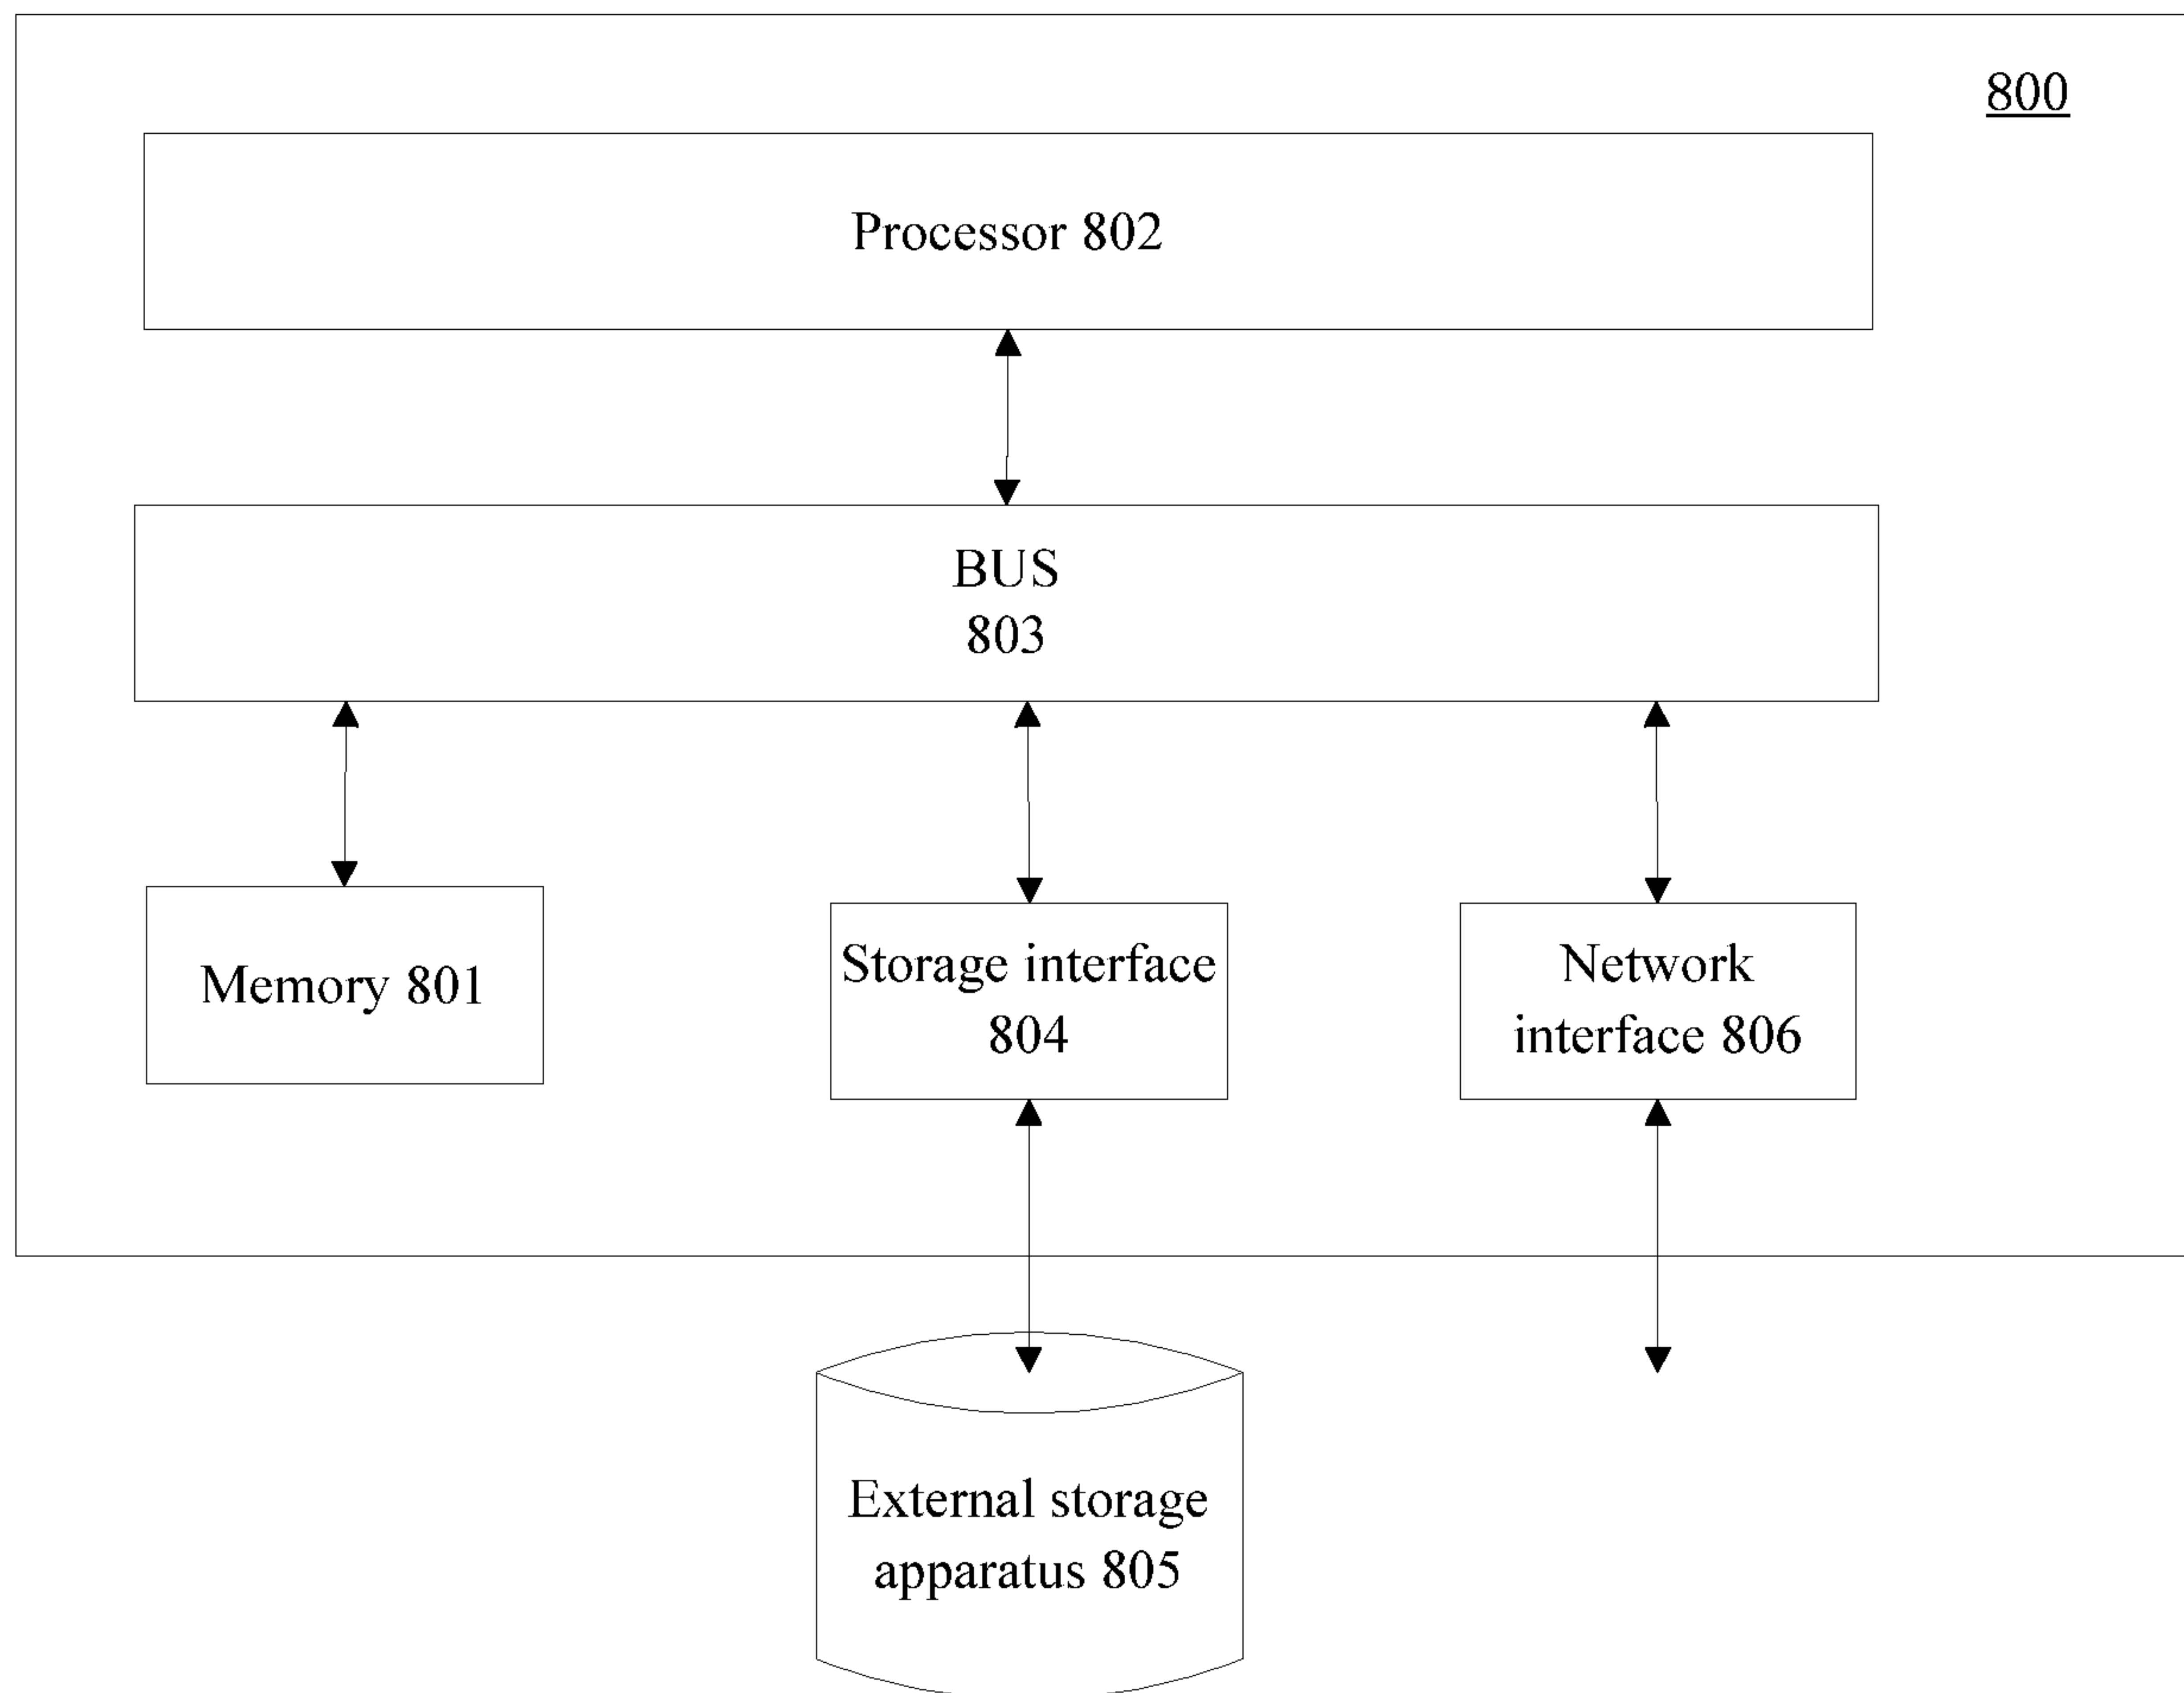 800
Processor 802
BUS
803
Memory 801
Storage interface
804
Network
interface 806
External storage
apparatus 805